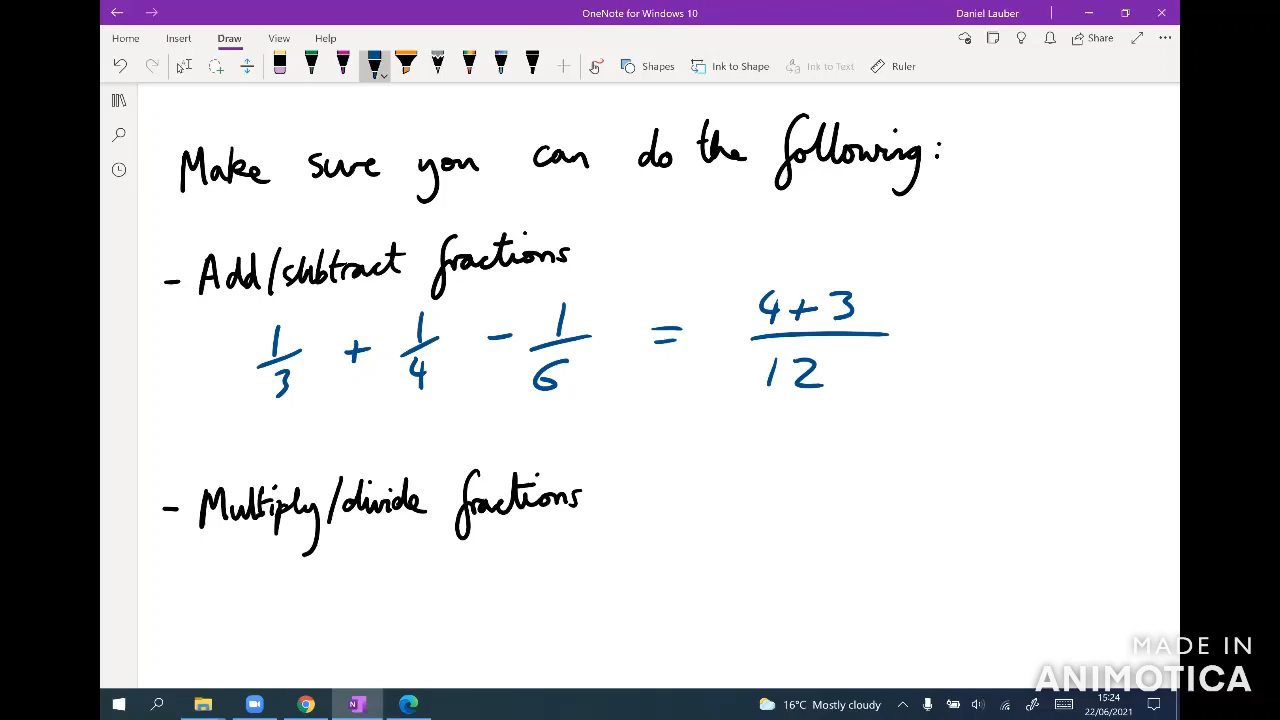 OneNote for Windows 10
Daniel Lauber
Home Insert Draw View Help
Share
Shapes Ink to Shape Ink to Text Ruler
Make sure you can do the following:
- Add/subtract fractions
1/3 + 1/4 - 1/6 = 4+3/12
- Multiply/divide fractions
MADE IN
ANIMOTICA
16°C Mostly cloudy
15:24
22/06/2021